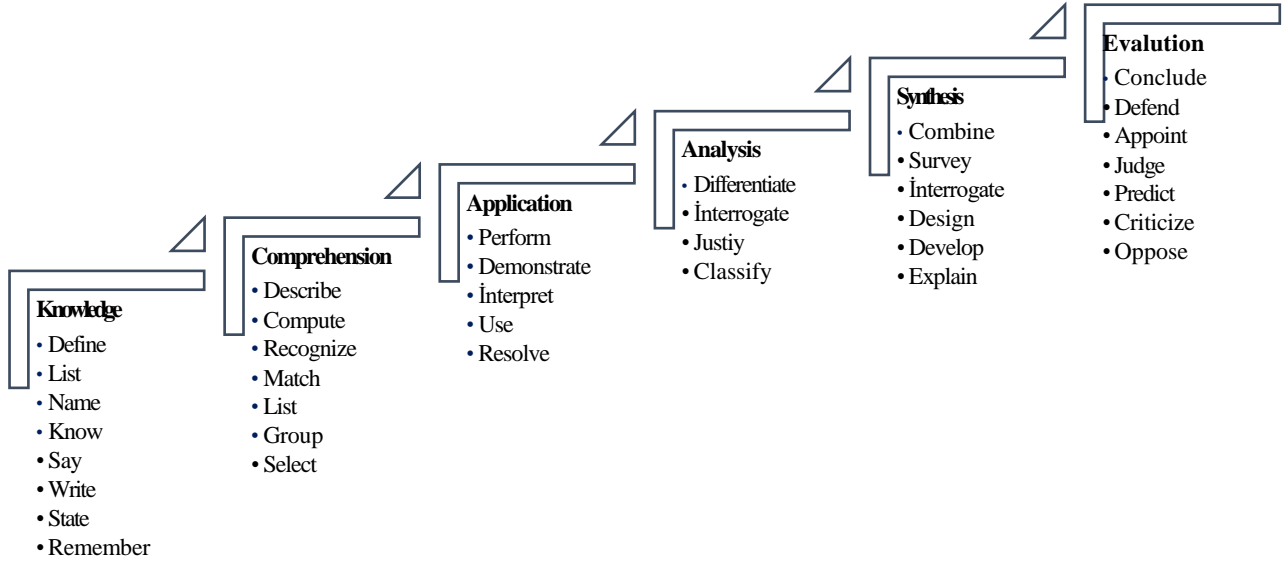 Knowledge
• Define
• List
• Name
• Know
• Say
• Write
• State
• Remember
Comprehension
• Describe
• Compute
• Recognize
• Match
• List
• Group
• Select
Application
• Perform
• Demonstrate
• İnterpret
• Use
• Resolve
Analysis
• Differentiate
• İnterrogate
• Justiy
• Classify
Synthesis
• Combine
• Survey
• İnterrogate
• Design
• Develop
• Explain
Evalution
• Conclude
• Defend
• Appoint
• Judge
• Predict
• Criticize
• Oppose